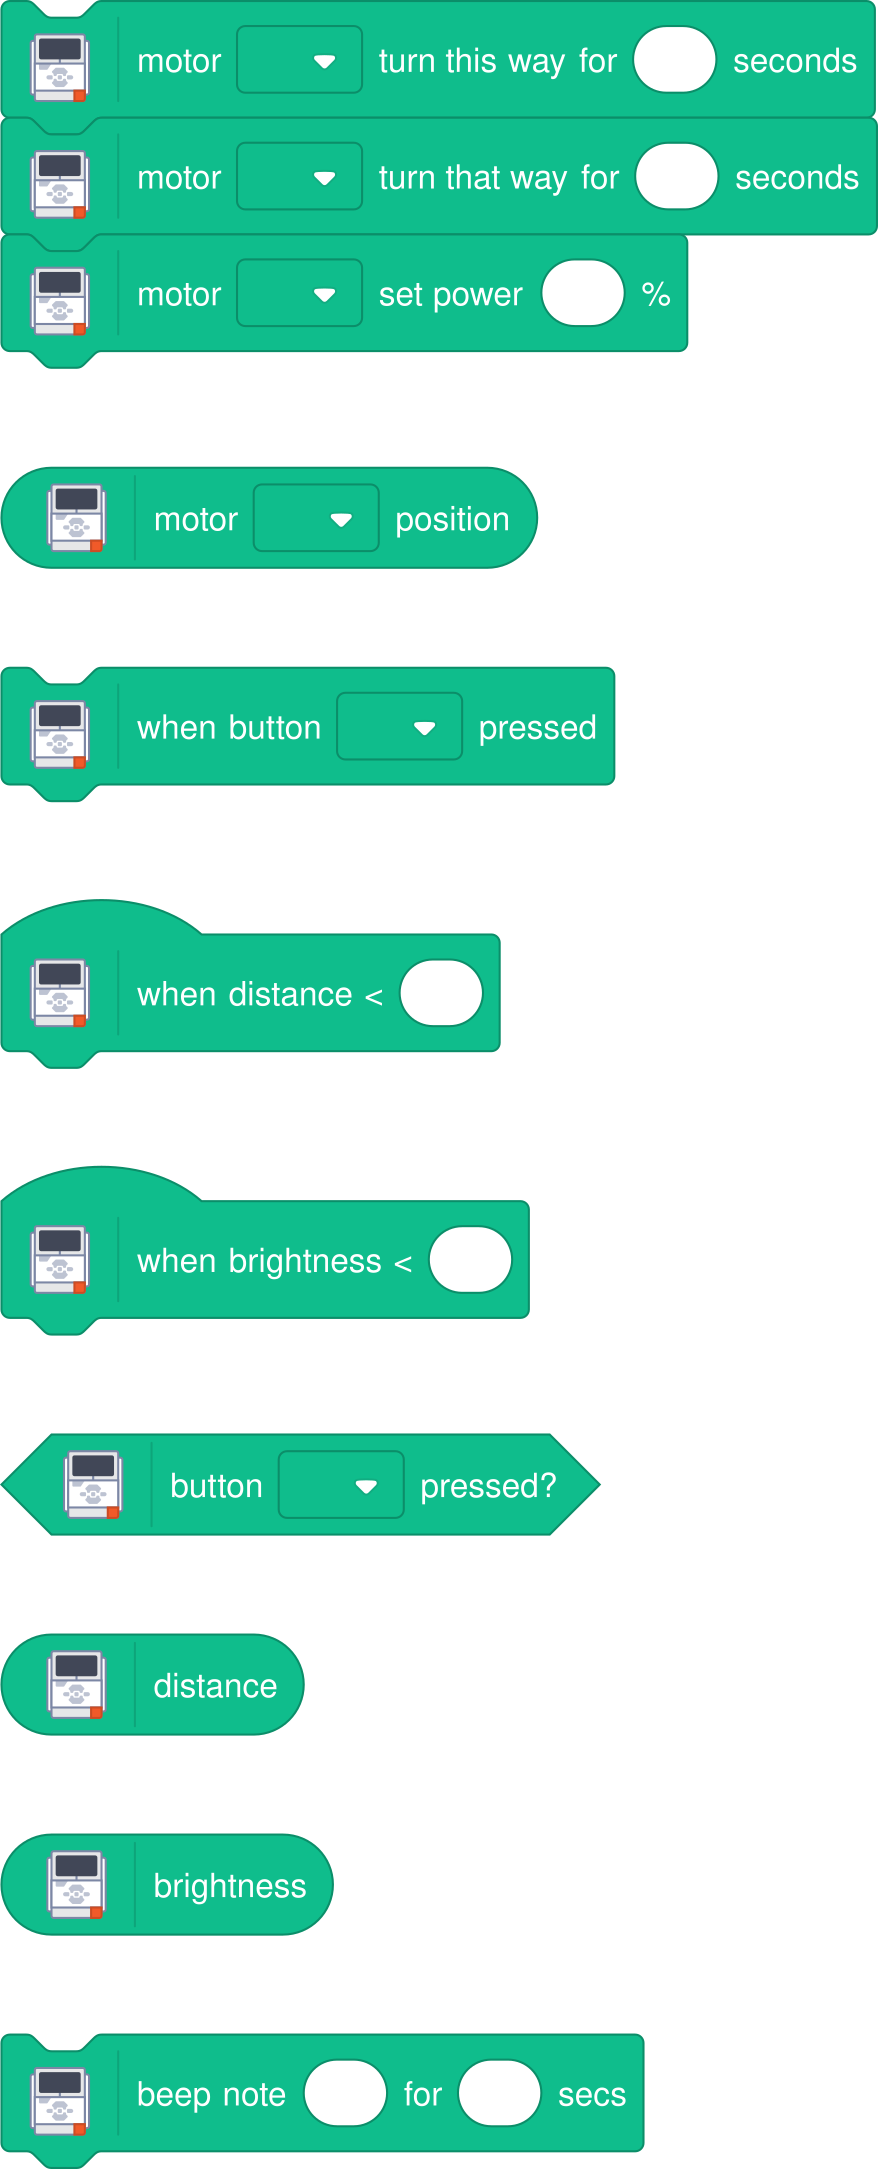 motor turn this way for seconds
motor turn that way for seconds
motor set power %
motor position
when button pressed
when distance <
when brightness <
button pressed?
distance
brightness
beep note for secs